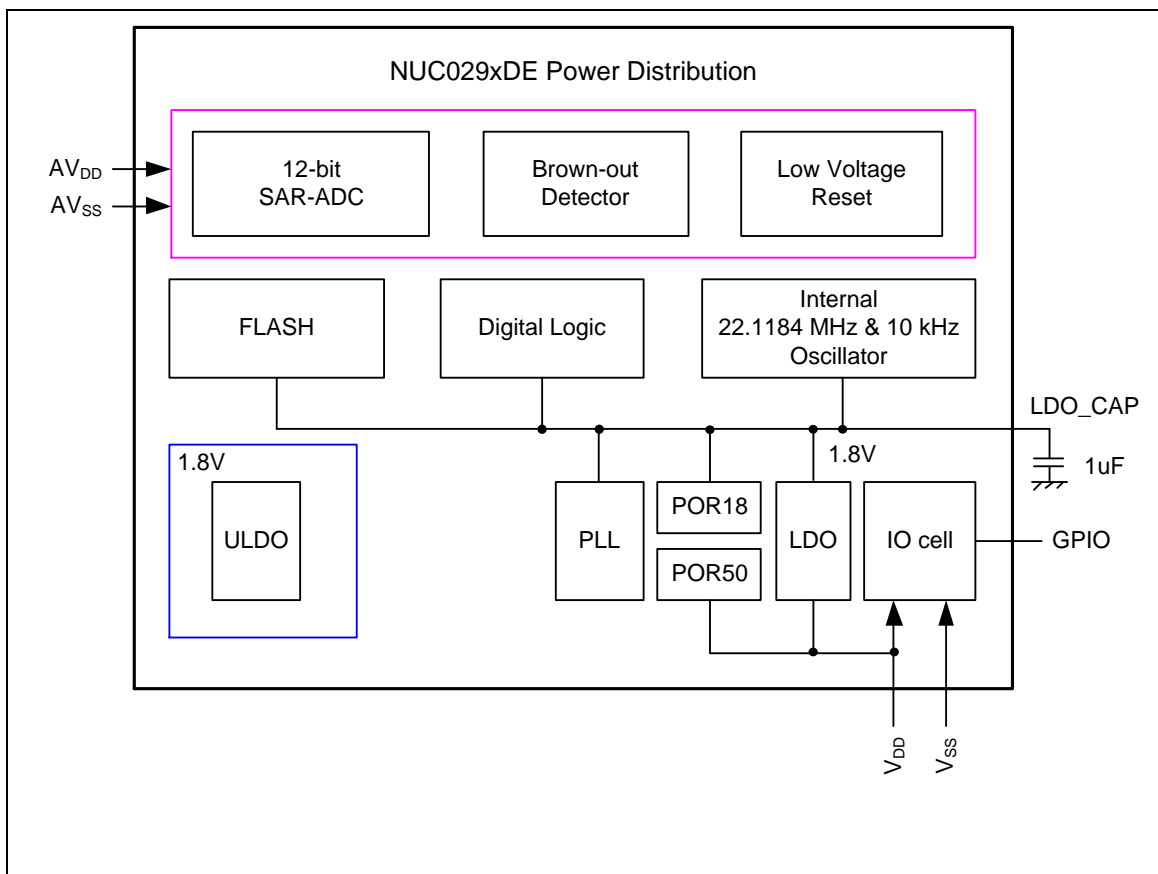 NUC029xDE Power Distribution
AVDD
AVSS
12-bit
SAR-ADC
Brown-out
Detector
Low Voltage
Reset
FLASH
Digital Logic
Internal
22.1184 MHz & 10 kHz
Oscillator
LDO_CAP
1uF
1.8V
ULDO
PLL
POR18
POR50
1.8V
LDO
IO cell
GPIO
VDD
VSS